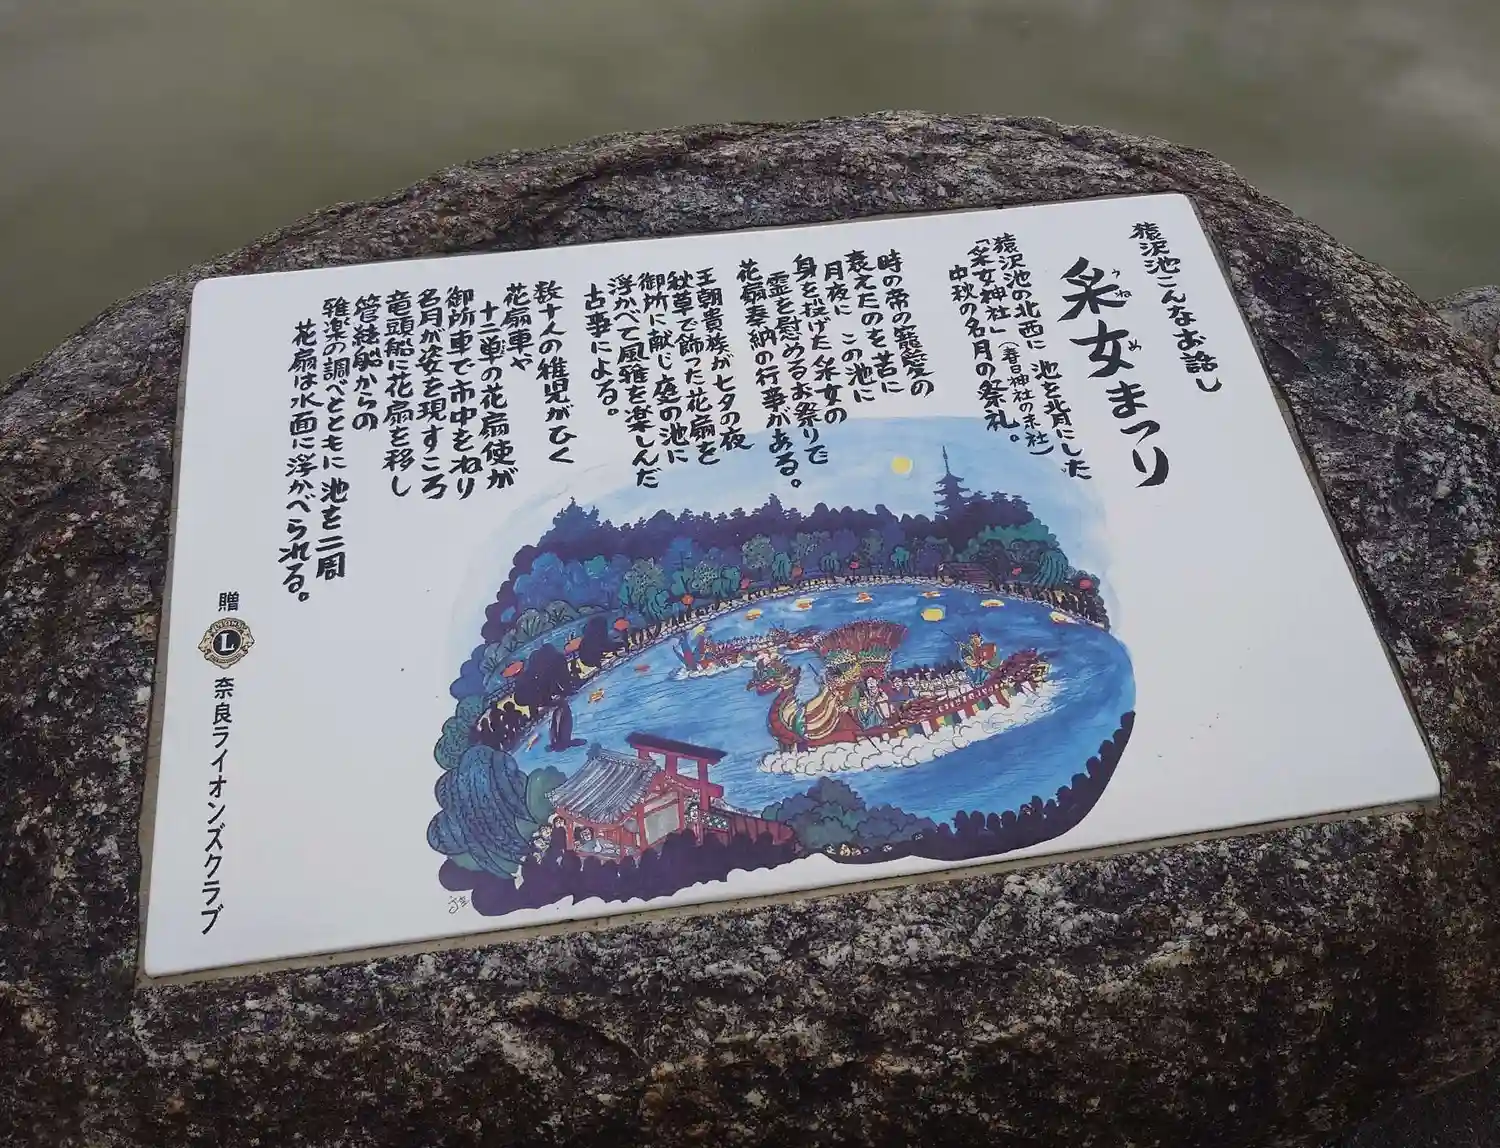 猿沢池こんなお話し
采女まつり
うねめ
猿沢池の北西に 池を背にした
「采女神社」(春日神社の末社)
中秋の名月の祭礼。
時の帝の寵愛の
衰えたのを苦に
月夜に この池に
身を投げた采女の
霊を慰めるお祭りで
花扇奉納の行事がある。
王朝貴族が七夕の夜
秋草で飾った花扇を
御所に献じ庭の池に
浮かべて風雅を楽しんだ
古事による。
数十人の稚児がひく
花扇車や
十二単の花扇使が
御所車で市中をねり
名月が姿を現すころ
竜頭船に花扇を移し
管絃船からの
雅楽の調べとともに池を二周
花扇は水面に浮かべられる。
贈
L
奈良ライオンズクラブ